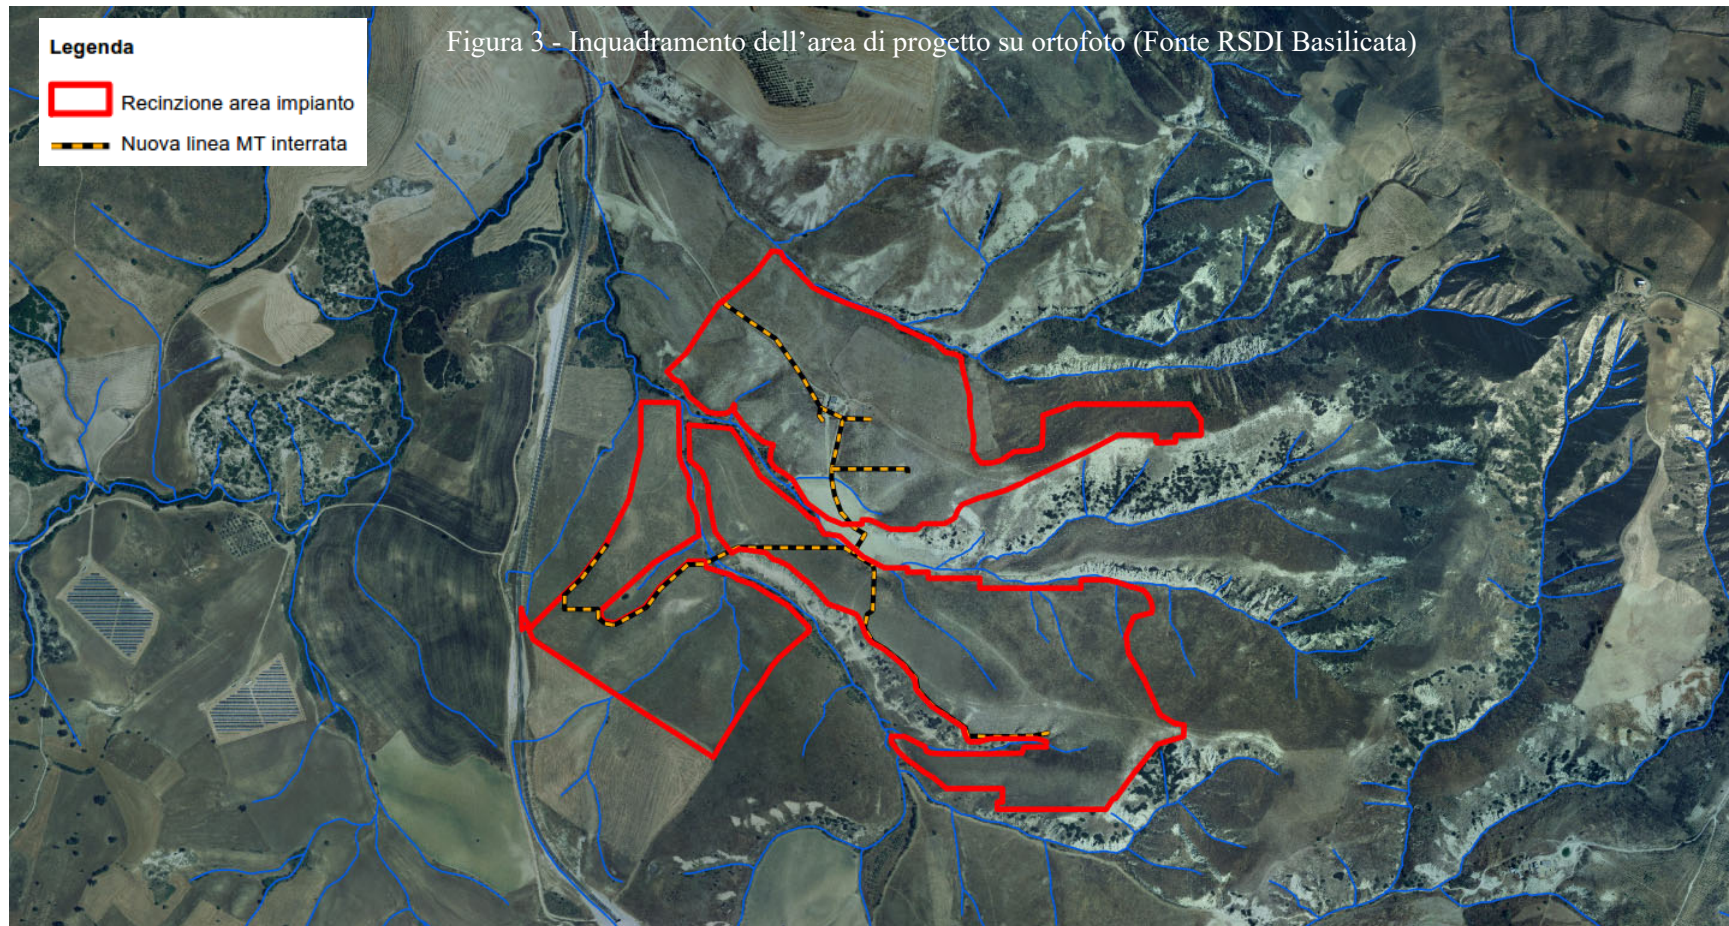 Figura 3 - Inquadramento dell’area di progetto su ortofoto (Fonte RSDI Basilicata)
Legenda
Recinzione area impianto
Nuova linea MT interrata